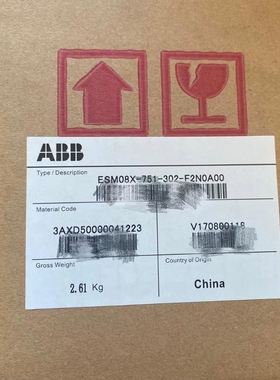 ABB
Type / Description
ESM08X-751-302-F2N0A00
Material Code
3AXD50000041223
V170800118
Gross Weight
Country of Origin
2.61 Kg
China